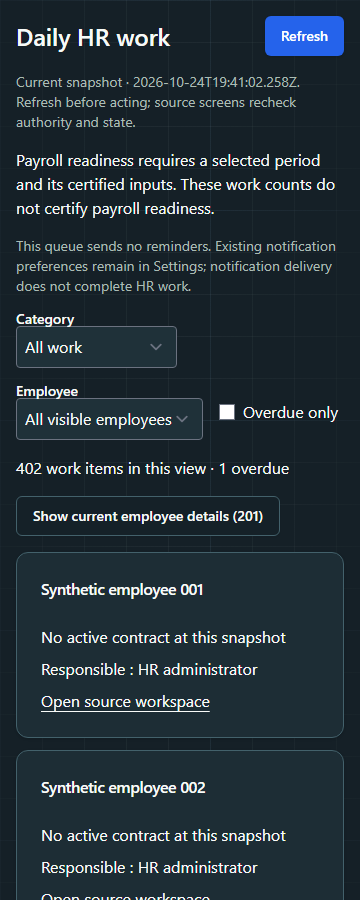 Daily HR work
Refresh
Current snapshot · 2026-10-24T19:41:02.258Z.
Refresh before acting; source screens recheck
authority and state.
Payroll readiness requires a selected period
and its certified inputs. These work counts do
not certify payroll readiness.
This queue sends no reminders. Existing notification
preferences remain in Settings; notification delivery
does not complete HR work.
Category
All work
Employee
All visible employees
Overdue only
402 work items in this view · 1 overdue
Show current employee details (201)
Synthetic employee 001
No active contract at this snapshot
Responsible : HR administrator
Open source workspace
Synthetic employee 002
No active contract at this snapshot
Responsible : HR administrator
Open source workspace